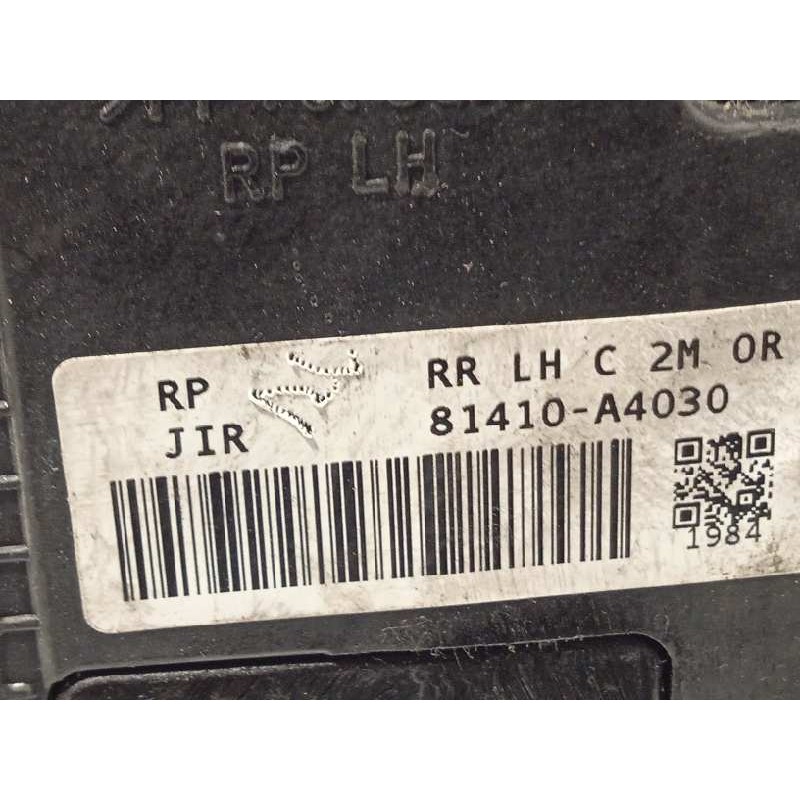 RP LH
RP RR LH C 2M OR
JIR 81410-A4030
1984